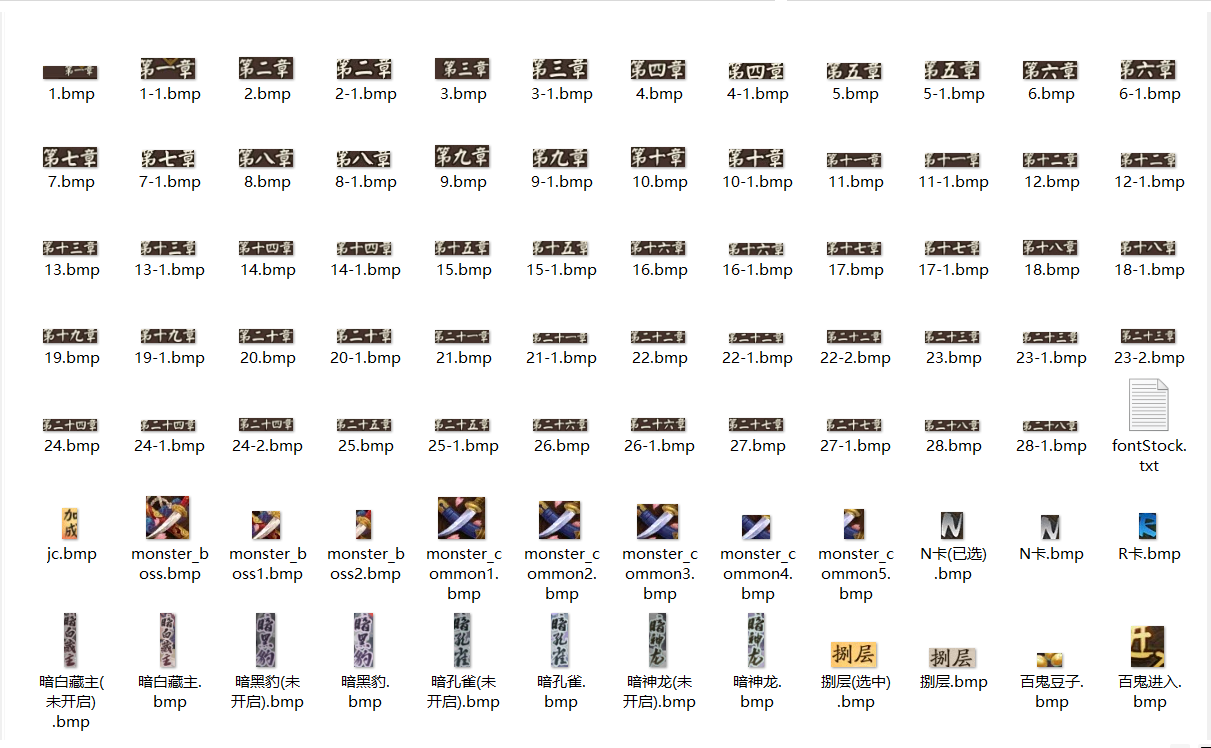 第一章 第一章 第二章 第二章 第三章 第三章 第四章 第四章 第五章 第五章 第六章 第六章
1.bmp 1-1.bmp 2.bmp 2-1.bmp 3.bmp 3-1.bmp 4.bmp 4-1.bmp 5.bmp 5-1.bmp 6.bmp 6-1.bmp
第七章 第七章 第八章 第八章 第九章 第九章 第十章 第十章 第十一章 第十一章 第十二章 第十二章
7.bmp 7-1.bmp 8.bmp 8-1.bmp 9.bmp 9-1.bmp 10.bmp 10-1.bmp 11.bmp 11-1.bmp 12.bmp 12-1.bmp
第十三章 第十三章 第十四章 第十四章 第十五章 第十五章 第十六章 第十六章 第十七章 第十七章 第十八章 第十八章
13.bmp 13-1.bmp 14.bmp 14-1.bmp 15.bmp 15-1.bmp 16.bmp 16-1.bmp 17.bmp 17-1.bmp 18.bmp 18-1.bmp
第十九章 第十九章 第二十章 第二十章 第二十一章 第二十一章 第二十二章 第二十二章 第二十二章 第二十三章 第二十三章 第二十三章
19.bmp 19-1.bmp 20.bmp 20-1.bmp 21.bmp 21-1.bmp 22.bmp 22-1.bmp 22-2.bmp 23.bmp 23-1.bmp 23-2.bmp
第二十四章 第二十四章 第二十四章 第二十五章 第二十五章 第二十六章 第二十六章 第二十七章 第二十七章 第二十八章 第二十八章
24.bmp 24-1.bmp 24-2.bmp 25.bmp 25-1.bmp 26.bmp 26-1.bmp 27.bmp 27-1.bmp 28.bmp 28-1.bmp fontStock.
txt
加成 N N R
jc.bmp monster_b monster_b monster_b monster_c monster_c monster_c monster_c monster_c N卡(已选) N卡.bmp R卡.bmp
oss.bmp oss1.bmp oss2.bmp ommon1. ommon2. ommon3. ommon4. ommon5. .bmp
bmp bmp bmp bmp bmp
暗白藏主 暗白藏主 暗黑豹 暗黑豹 暗孔雀 暗孔雀 暗神龙 暗神龙 捌层 捌层
暗白藏主( 暗白藏主. 暗黑豹(未 暗黑豹. 暗孔雀(未 暗孔雀. 暗神龙(未 暗神龙. 捌层(选中) 捌层.bmp 百鬼豆子. 百鬼进入.
未开启) bmp 开启).bmp bmp 开启).bmp bmp 开启).bmp bmp .bmp bmp bmp
.bmp